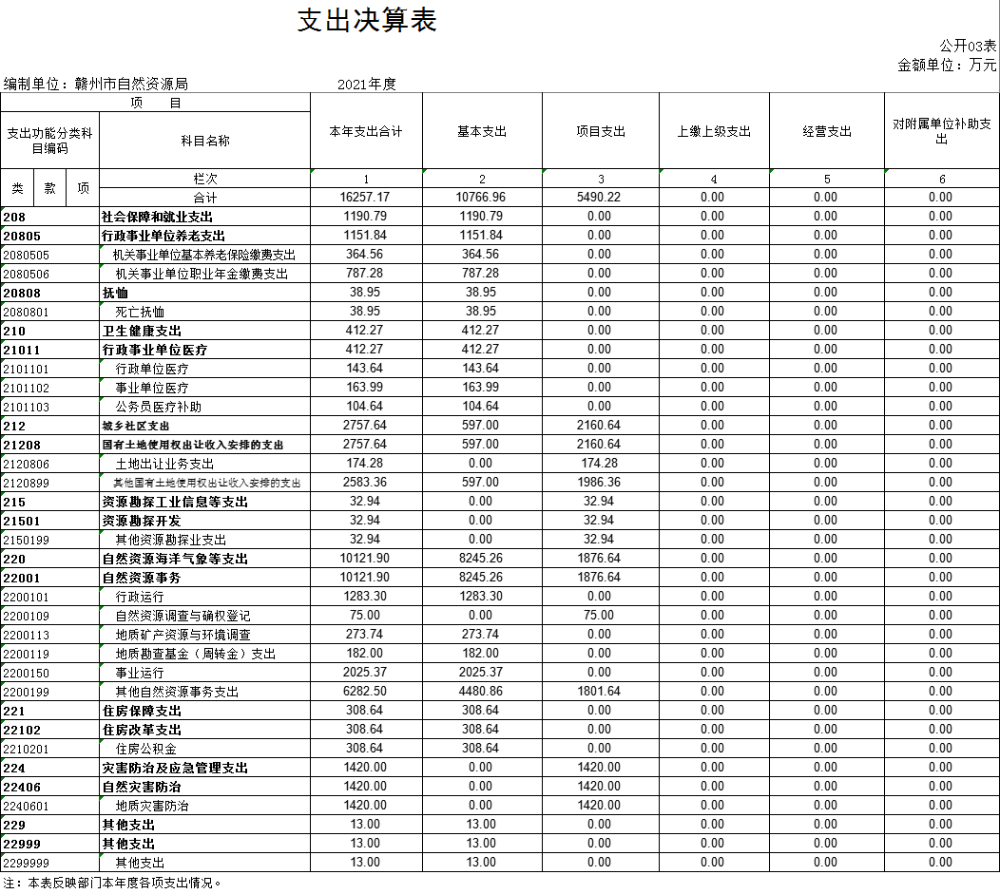 支出决算表
公开03表
金额单位：万元
编制单位：赣州市自然资源局 2021年度
项 目 本年支出合计 基本支出 项目支出 上缴上级支出 经营支出 对附属单位补助支出
支出功能分类科目编码 科目名称
类 款 项 栏次 1 2 3 4 5 6
合计 16257.17 10766.96 5490.22 0.00 0.00 0.00
208 社会保障和就业支出 1190.79 1190.79 0.00 0.00 0.00 0.00
20805 行政事业单位养老支出 1151.84 1151.84 0.00 0.00 0.00 0.00
2080505 机关事业单位基本养老保险缴费支出 364.56 364.56 0.00 0.00 0.00 0.00
2080506 机关事业单位职业年金缴费支出 787.28 787.28 0.00 0.00 0.00 0.00
20808 抚恤 38.95 38.95 0.00 0.00 0.00 0.00
2080801 死亡抚恤 38.95 38.95 0.00 0.00 0.00 0.00
210 卫生健康支出 412.27 412.27 0.00 0.00 0.00 0.00
21011 行政事业单位医疗 412.27 412.27 0.00 0.00 0.00 0.00
2101101 行政单位医疗 143.64 143.64 0.00 0.00 0.00 0.00
2101102 事业单位医疗 163.99 163.99 0.00 0.00 0.00 0.00
2101103 公务员医疗补助 104.64 104.64 0.00 0.00 0.00 0.00
212 城乡社区支出 2757.64 597.00 2160.64 0.00 0.00 0.00
21208 国有土地使用权出让收入安排的支出 2757.64 597.00 2160.64 0.00 0.00 0.00
2120806 土地出让业务支出 174.28 0.00 174.28 0.00 0.00 0.00
2120899 其他国有土地使用权出让收入安排的支出 2583.36 597.00 1986.36 0.00 0.00 0.00
215 资源勘探工业信息等支出 32.94 0.00 32.94 0.00 0.00 0.00
21501 资源勘探开发 32.94 0.00 32.94 0.00 0.00 0.00
2150199 其他资源勘探业支出 32.94 0.00 32.94 0.00 0.00 0.00
220 自然资源海洋气象等支出 10121.90 8245.26 1876.64 0.00 0.00 0.00
22001 自然资源事务 10121.90 8245.26 1876.64 0.00 0.00 0.00
2200101 行政运行 1283.30 1283.30 0.00 0.00 0.00 0.00
2200109 自然资源调查与确权登记 75.00 0.00 75.00 0.00 0.00 0.00
2200113 地质矿产资源与环境调查 273.74 273.74 0.00 0.00 0.00 0.00
2200119 地质勘查基金（周转金）支出 182.00 182.00 0.00 0.00 0.00 0.00
2200150 事业运行 2025.37 2025.37 0.00 0.00 0.00 0.00
2200199 其他自然资源事务支出 6282.50 4480.86 1801.64 0.00 0.00 0.00
221 住房保障支出 308.64 308.64 0.00 0.00 0.00 0.00
22102 住房改革支出 308.64 308.64 0.00 0.00 0.00 0.00
2210201 住房公积金 308.64 308.64 0.00 0.00 0.00 0.00
224 灾害防治及应急管理支出 1420.00 0.00 1420.00 0.00 0.00 0.00
22406 自然灾害防治 1420.00 0.00 1420.00 0.00 0.00 0.00
2240601 地质灾害防治 1420.00 0.00 1420.00 0.00 0.00 0.00
229 其他支出 13.00 13.00 0.00 0.00 0.00 0.00
22999 其他支出 13.00 13.00 0.00 0.00 0.00 0.00
2299999 其他支出 13.00 13.00 0.00 0.00 0.00 0.00
注：本表反映部门本年度各项支出情况。